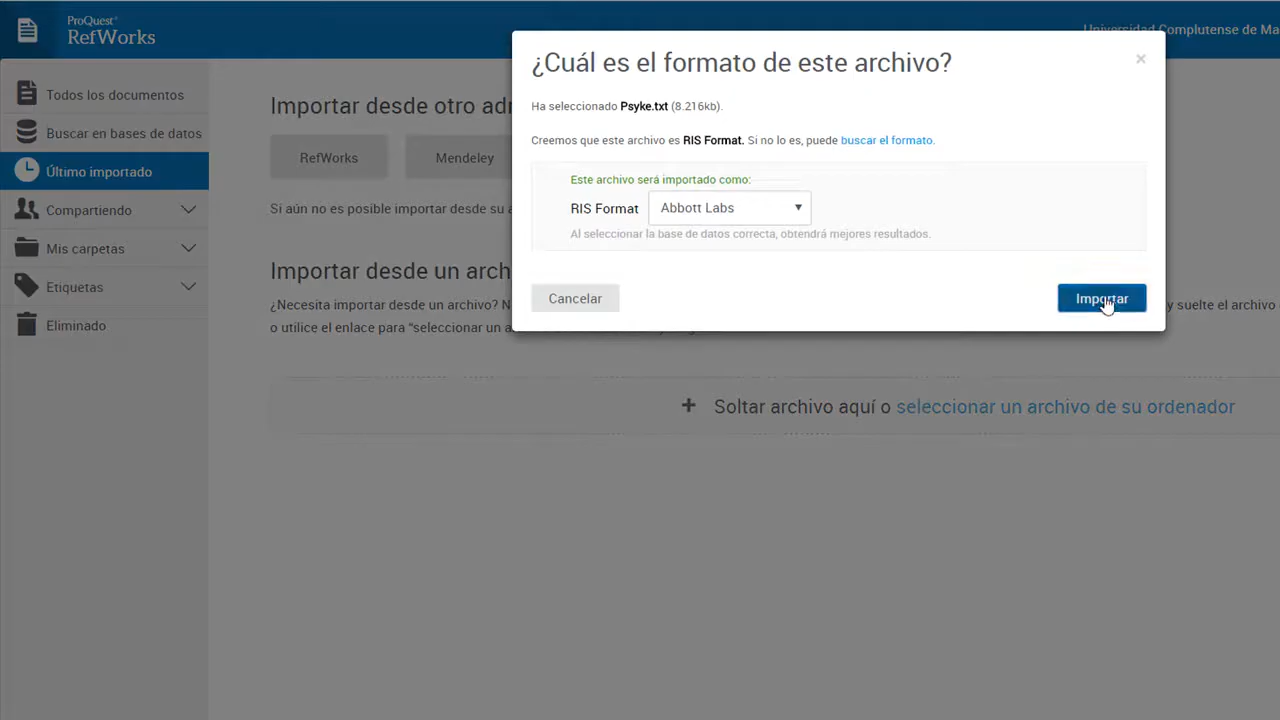 ProQuest®
RefWorks
Universidad Complutense de Ma
Todos los documentos
Buscar en bases de datos
Último importado
Compartiendo
Mis carpetas
Etiquetas
Eliminado
Importar desde otro adm
RefWorks
Mendeley
Si aún no es posible importar desde su a
Importar desde un arch
¿Necesita importar desde un archivo? N
y suelte el archivo
o utilice el enlace para "seleccionar un a
Soltar archivo aquí o seleccionar un archivo de su ordenador
¿Cuál es el formato de este archivo?
×
Ha seleccionado Psyke.txt (8.216kb).
Creemos que este archivo es RIS Format. Si no lo es, puede buscar el formato.
Este archivo será importado como:
RIS Format Abbott Labs
Al seleccionar la base de datos correcta, obtendrá mejores resultados.
Cancelar
Importar